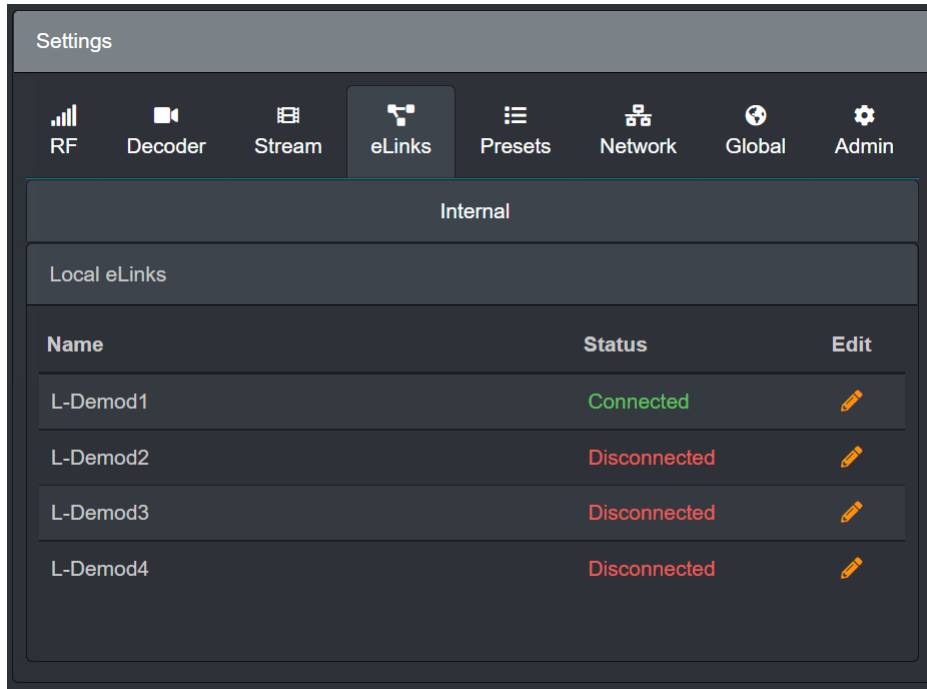 Settings
RF Decoder Stream eLinks Presets Network Global Admin
Internal
Local eLinks
Name Status Edit
L-Demod1 Connected
L-Demod2 Disconnected
L-Demod3 Disconnected
L-Demod4 Disconnected